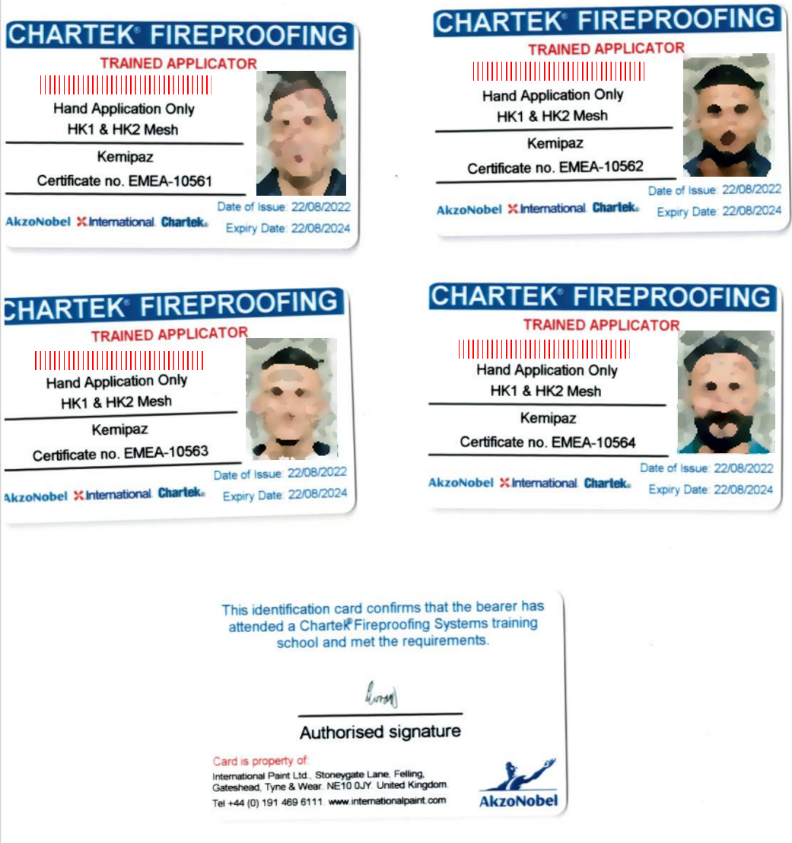 CHARTEK® FIREPROOFING
TRAINED APPLICATOR
Hand Application Only
HK1 & HK2 Mesh
Kemipaz
Certificate no. EMEA-10561
Date of Issue: 22/08/2022
AkzoNobel International Chartek®
Expiry Date: 22/08/2024
CHARTEK® FIREPROOFING
TRAINED APPLICATOR
Hand Application Only
HK1 & HK2 Mesh
Kemipaz
Certificate no. EMEA-10562
Date of Issue: 22/08/2022
AkzoNobel International Chartek®
Expiry Date: 22/08/2024
CHARTEK® FIREPROOFING
TRAINED APPLICATOR
Hand Application Only
HK1 & HK2 Mesh
Kemipaz
Certificate no. EMEA-10563
Date of Issue: 22/08/2022
AkzoNobel International Chartek®
Expiry Date: 22/08/2024
CHARTEK® FIREPROOFING
TRAINED APPLICATOR
Hand Application Only
HK1 & HK2 Mesh
Kemipaz
Certificate no. EMEA-10564
Date of Issue: 22/08/2022
AkzoNobel International Chartek®
Expiry Date: 22/08/2024
This identification card confirms that the bearer has
attended a Chartek® Fireproofing Systems training
school and met the requirements.
Authorised signature
Card is property of:
International Paint Ltd., Stoneygate Lane, Felling,
Gateshead, Tyne & Wear. NE10 0JY. United Kingdom.
Tel +44 (0) 191 469 6111. www.internationalpaint.com
AkzoNobel